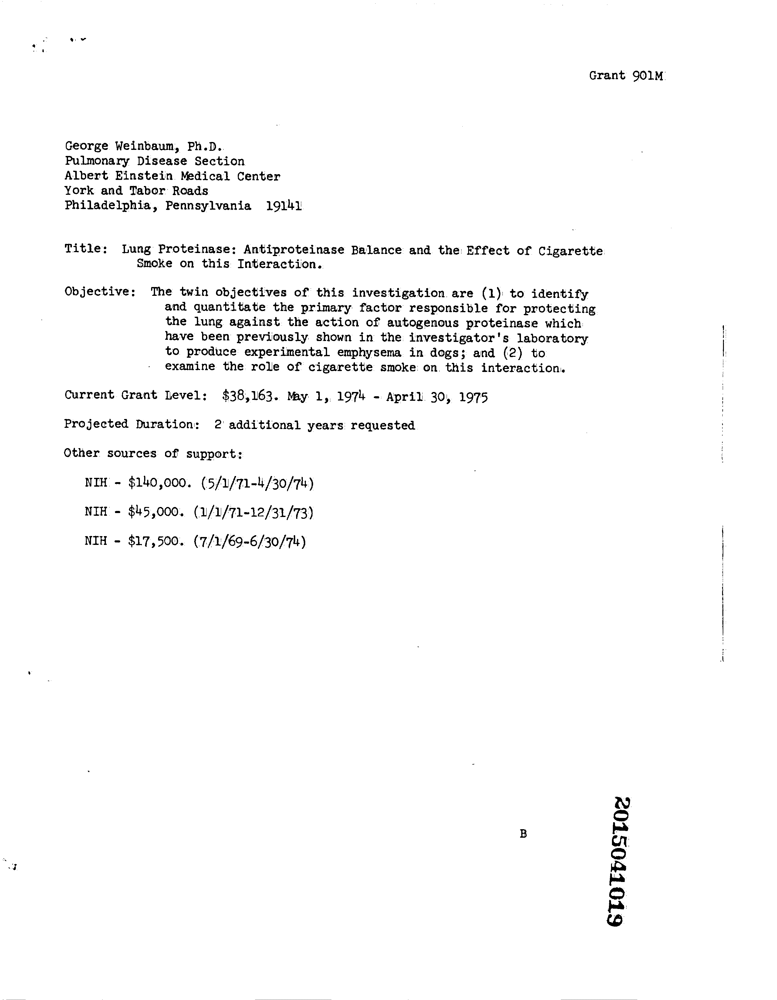 Grant 901M
George Weinbaum, Ph.D.
Pulmonary Disease Section
Albert Einstein Medical Center
York and Tabor Roads
Philadelphia, Pennsylvania 19141
Title: Lung Proteinase: Antiproteinase Balance and the Effect of Cigarette
Smoke on this Interaction.
Objective: The twin objectives of this investigation are (1) to identify
and quantitate the primary factor responsible for protecting
the lung against the action of autogenous proteinase which
have been previously shown in the investigator's laboratory
to produce experimental emphysema in dogs; and (2) to
examine the role of cigarette smoke on this interaction.
Current Grant Level: $38,163. May 1, 1974 - April 30, 1975
Projected Duration: 2 additional years requested
Other sources of support:
NIH - $140,000. (5/1/71-4/30/74)
NIH - $45,000. (1/1/71-12/31/73)
NIH - $17,500. (7/1/69-6/30/74)
B
2015041019